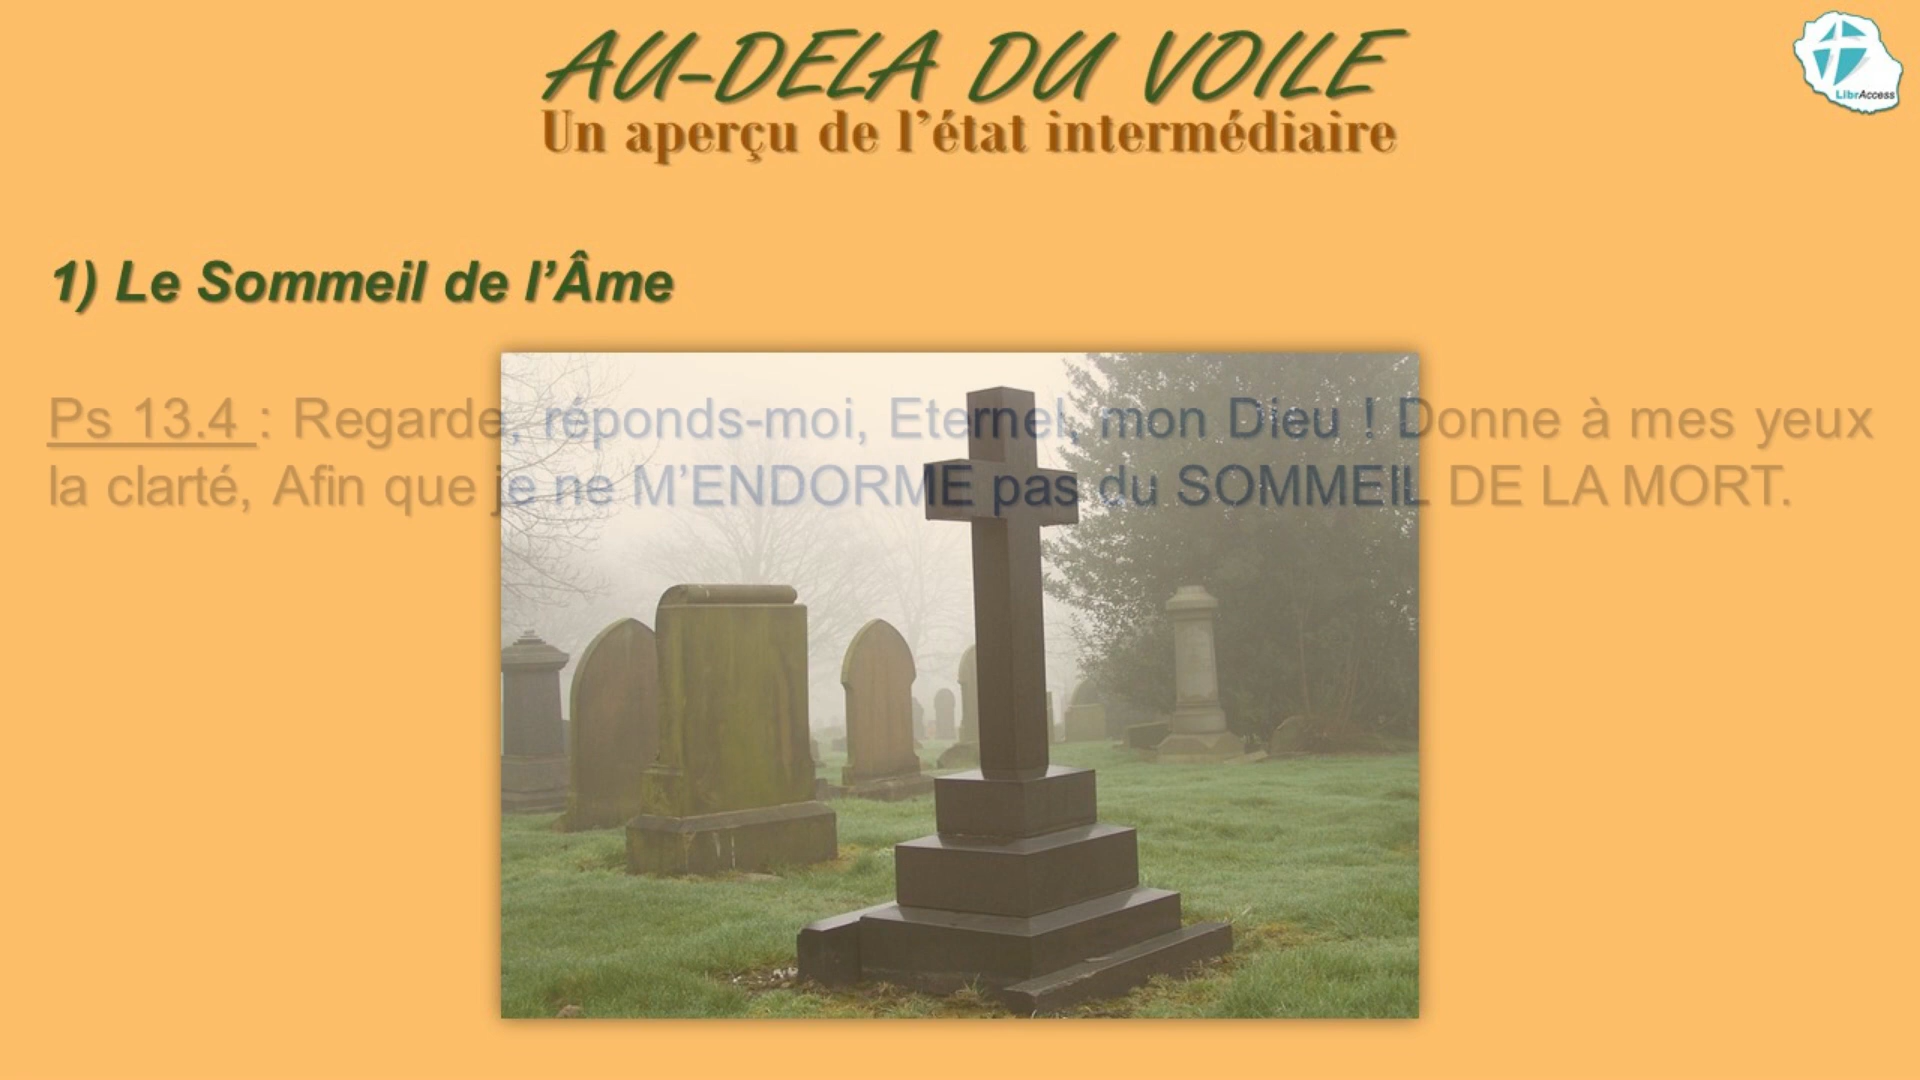 AU-DELA DU VOILE
Un aperçu de l’état intermédiaire
LibrAccess
1) Le Sommeil de l’Âme
Ps 13.4 : Regarde, réponds-moi, Eternel, mon Dieu ! Donne à mes yeux
la clarté, Afin que je ne M’ENDORME pas du SOMMEIL DE LA MORT.